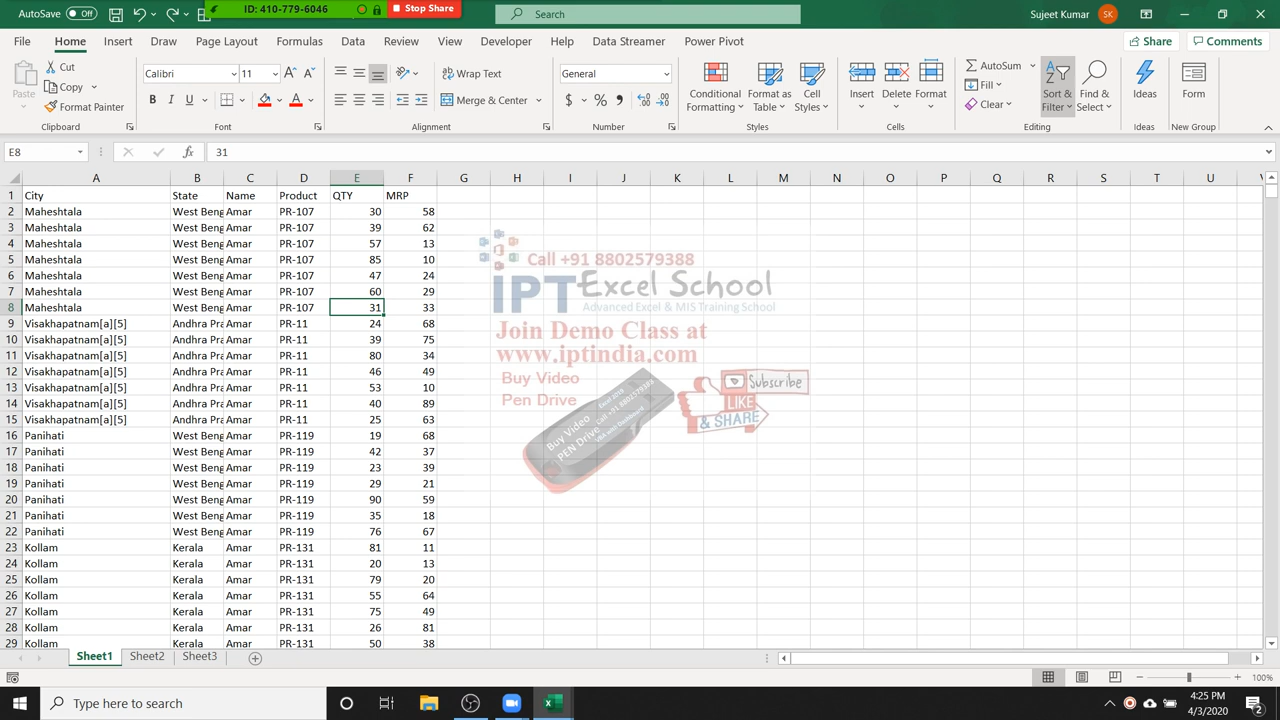 AutoSave Off
ID: 410-779-6046
Stop Share
Search
Sujeet Kumar
SK
File Home Insert Draw Page Layout Formulas Data Review View Developer Help Data Streamer Power Pivot
Share
Comments
Paste
Cut
Copy
Format Painter
Clipboard
Calibri 11
B I U
Font
Wrap Text
Merge & Center
Alignment
General
$ % ,
Number
Conditional Formatting
Format as Table
Cell Styles
Styles
Insert Delete Format
Cells
AutoSum
Fill
Clear
Sort & Filter
Find & Select
Editing
Ideas
Ideas
Form
New Group
E8
fx
31
A B C D E F G H I J K L M N O P Q R S T U V
1 City State Name Product QTY MRP
2 Maheshtala West Beng Amar PR-107 30 58
3 Maheshtala West Beng Amar PR-107 39 62
4 Maheshtala West Beng Amar PR-107 57 13
5 Maheshtala West Beng Amar PR-107 85 10
6 Maheshtala West Beng Amar PR-107 47 24
7 Maheshtala West Beng Amar PR-107 60 29
8 Maheshtala West Beng Amar PR-107 31 33
9 Visakhapatnam[a][5] Andhra Pra Amar PR-11 24 68
10 Visakhapatnam[a][5] Andhra Pra Amar PR-11 39 75
11 Visakhapatnam[a][5] Andhra Pra Amar PR-11 80 34
12 Visakhapatnam[a][5] Andhra Pra Amar PR-11 46 49
13 Visakhapatnam[a][5] Andhra Pra Amar PR-11 53 10
14 Visakhapatnam[a][5] Andhra Pra Amar PR-11 40 89
15 Visakhapatnam[a][5] Andhra Pra Amar PR-11 25 63
16 Panihati West Beng Amar PR-119 19 68
17 Panihati West Beng Amar PR-119 42 37
18 Panihati West Beng Amar PR-119 23 39
19 Panihati West Beng Amar PR-119 29 21
20 Panihati West Beng Amar PR-119 90 59
21 Panihati West Beng Amar PR-119 35 18
22 Panihati West Beng Amar PR-119 76 67
23 Kollam Kerala Amar PR-131 81 11
24 Kollam Kerala Amar PR-131 20 13
25 Kollam Kerala Amar PR-131 79 20
26 Kollam Kerala Amar PR-131 55 64
27 Kollam Kerala Amar PR-131 75 49
28 Kollam Kerala Amar PR-131 26 81
29 Kollam Kerala Amar PR-131 50 38
Call +91 8802579388
IPT Excel School
Advanced Excel & MIS Training School
Join Demo Class at
www.iptindia.com
Buy Video
Pen Drive
Subscribe
LIKE
& SHARE
Buy Video
PEN Drive
Excel 2013
Call +91 8802579388
VBA with Dashboard
Sheet1 Sheet2 Sheet3
100%
Type here to search
4:25 PM
4/3/2020
2